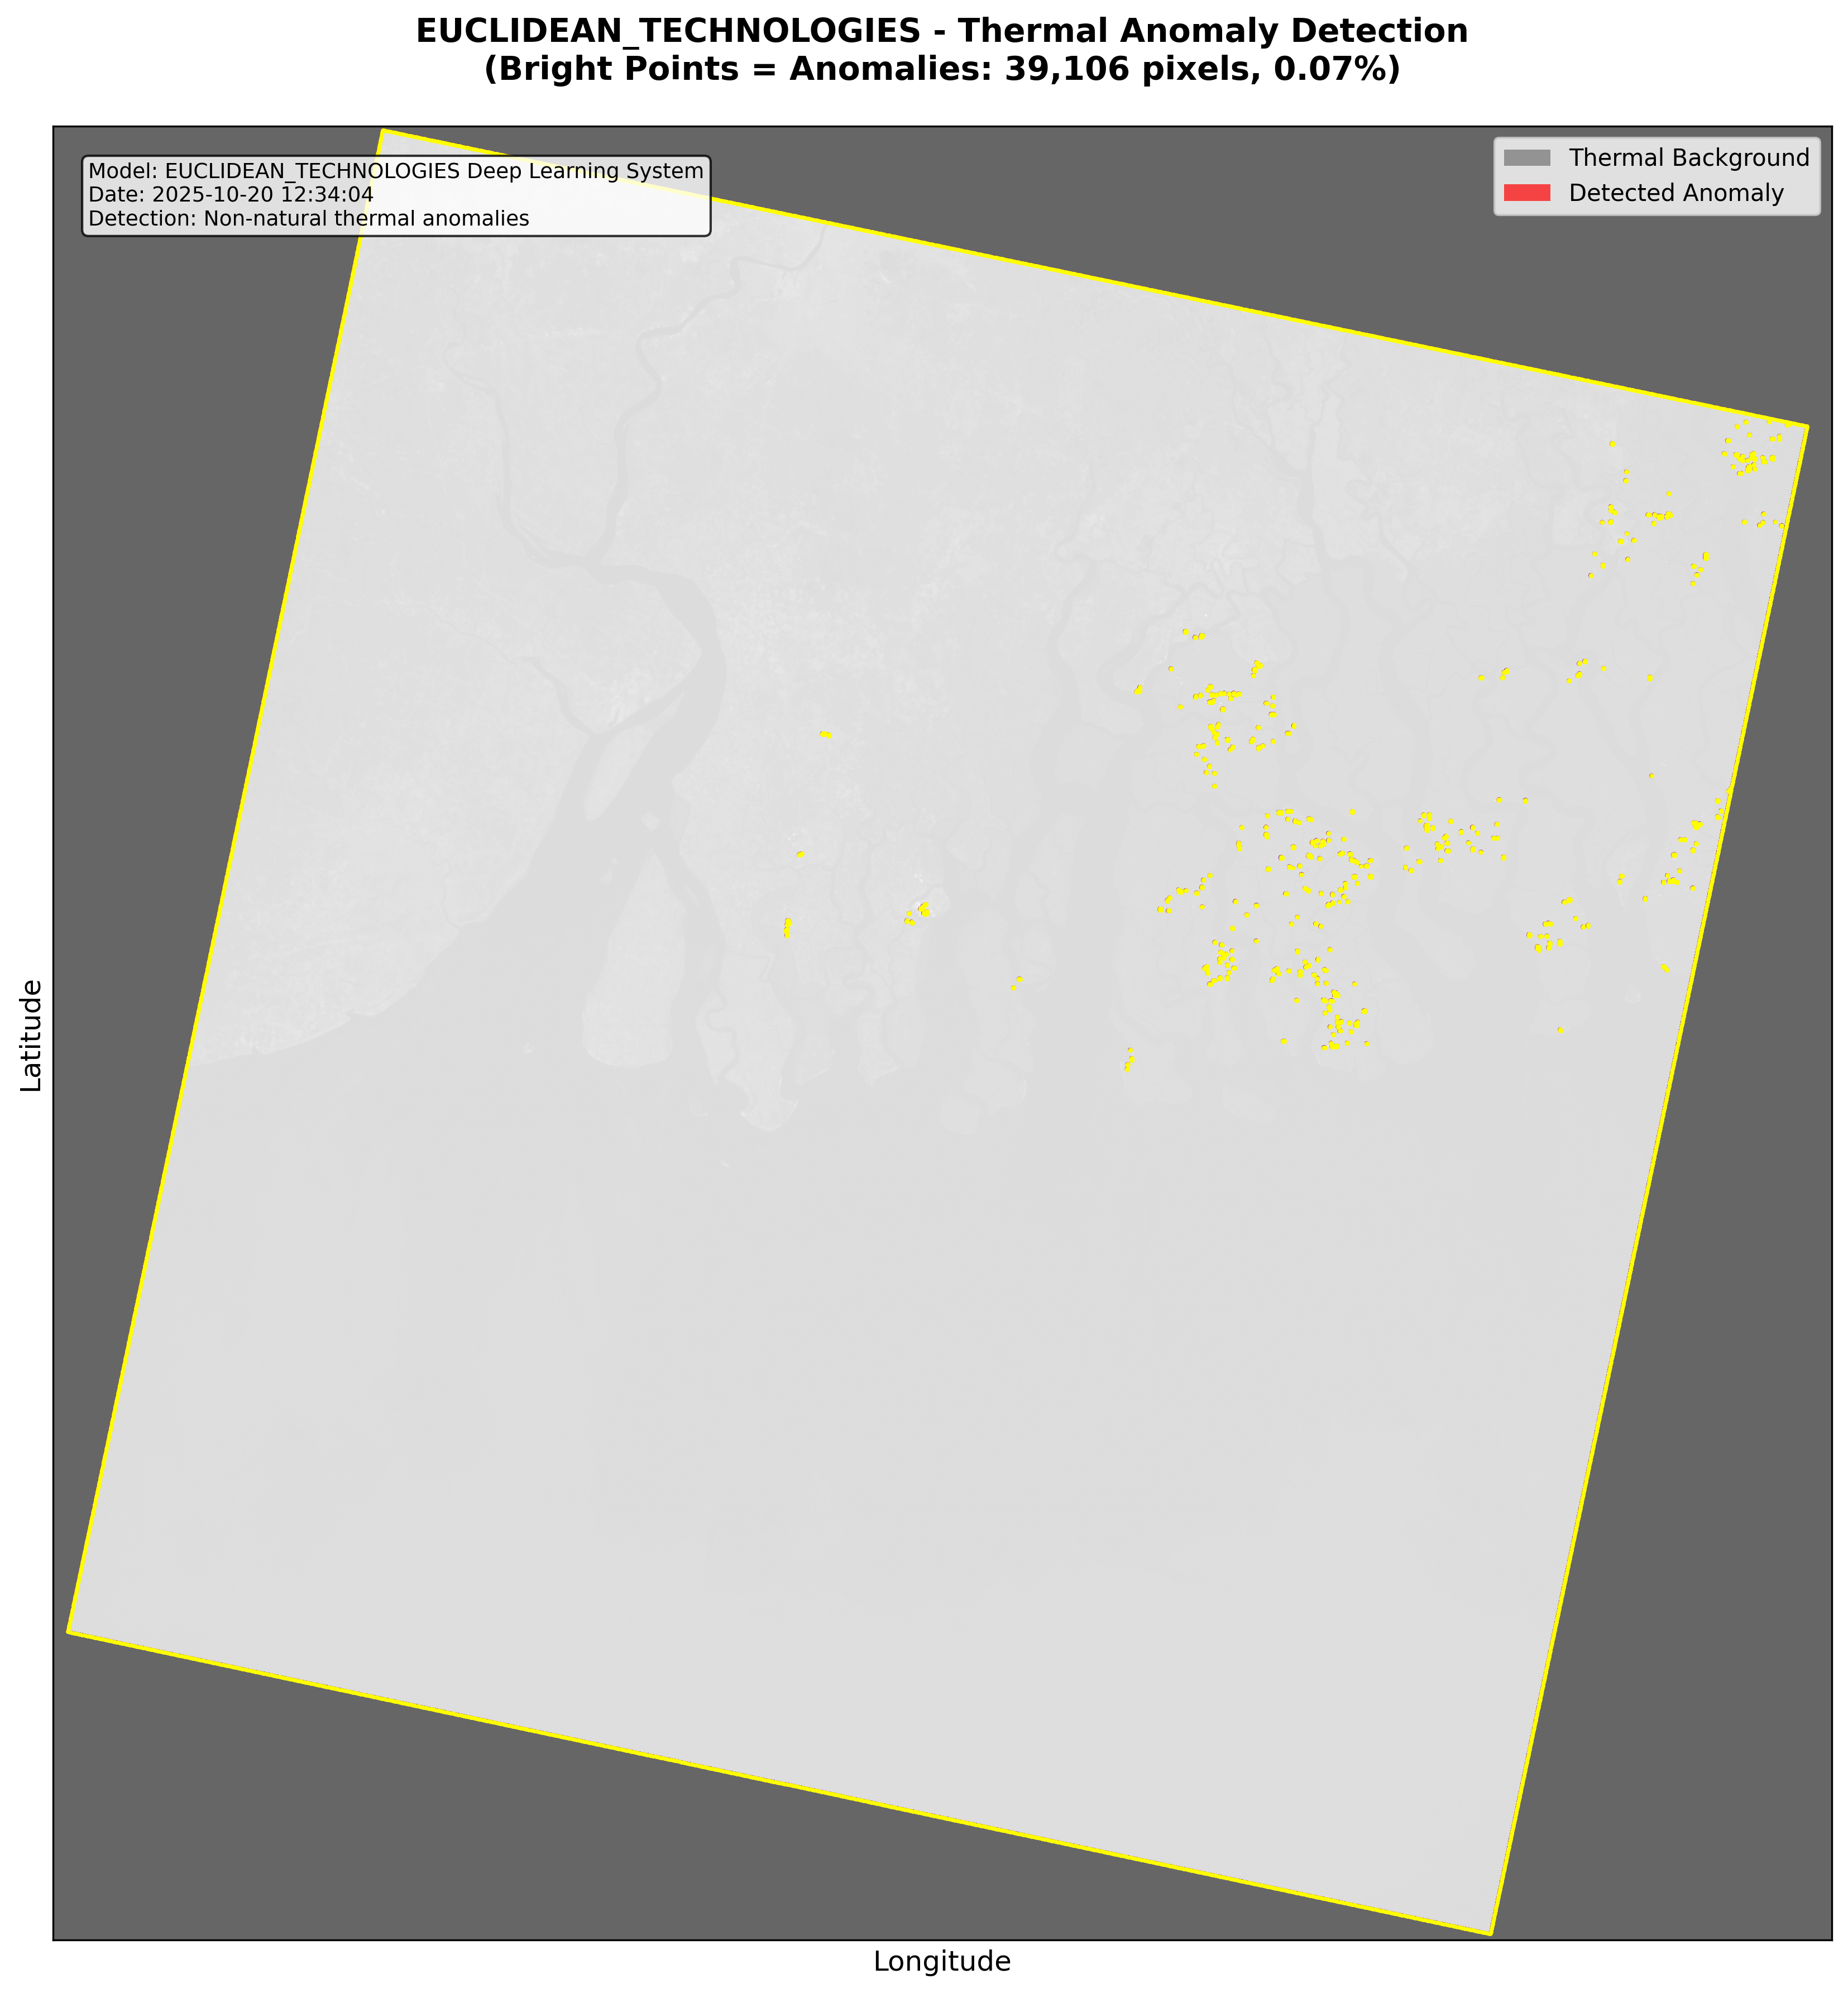 EUCLIDEAN_TECHNOLOGIES - Thermal Anomaly Detection
(Bright Points = Anomalies: 39,106 pixels, 0.07%)
Model: EUCLIDEAN_TECHNOLOGIES Deep Learning System
Date: 2025-10-20 12:34:04
Detection: Non-natural thermal anomalies
Thermal Background
Detected Anomaly
Latitude
Longitude